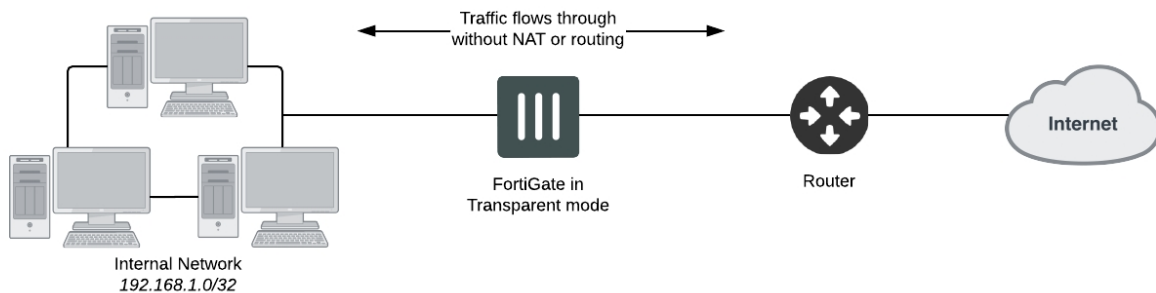 Traffic flows through
without NAT or routing
Internet
FortiGate in
Transparent mode
Router
Internal Network
192.168.1.0/32